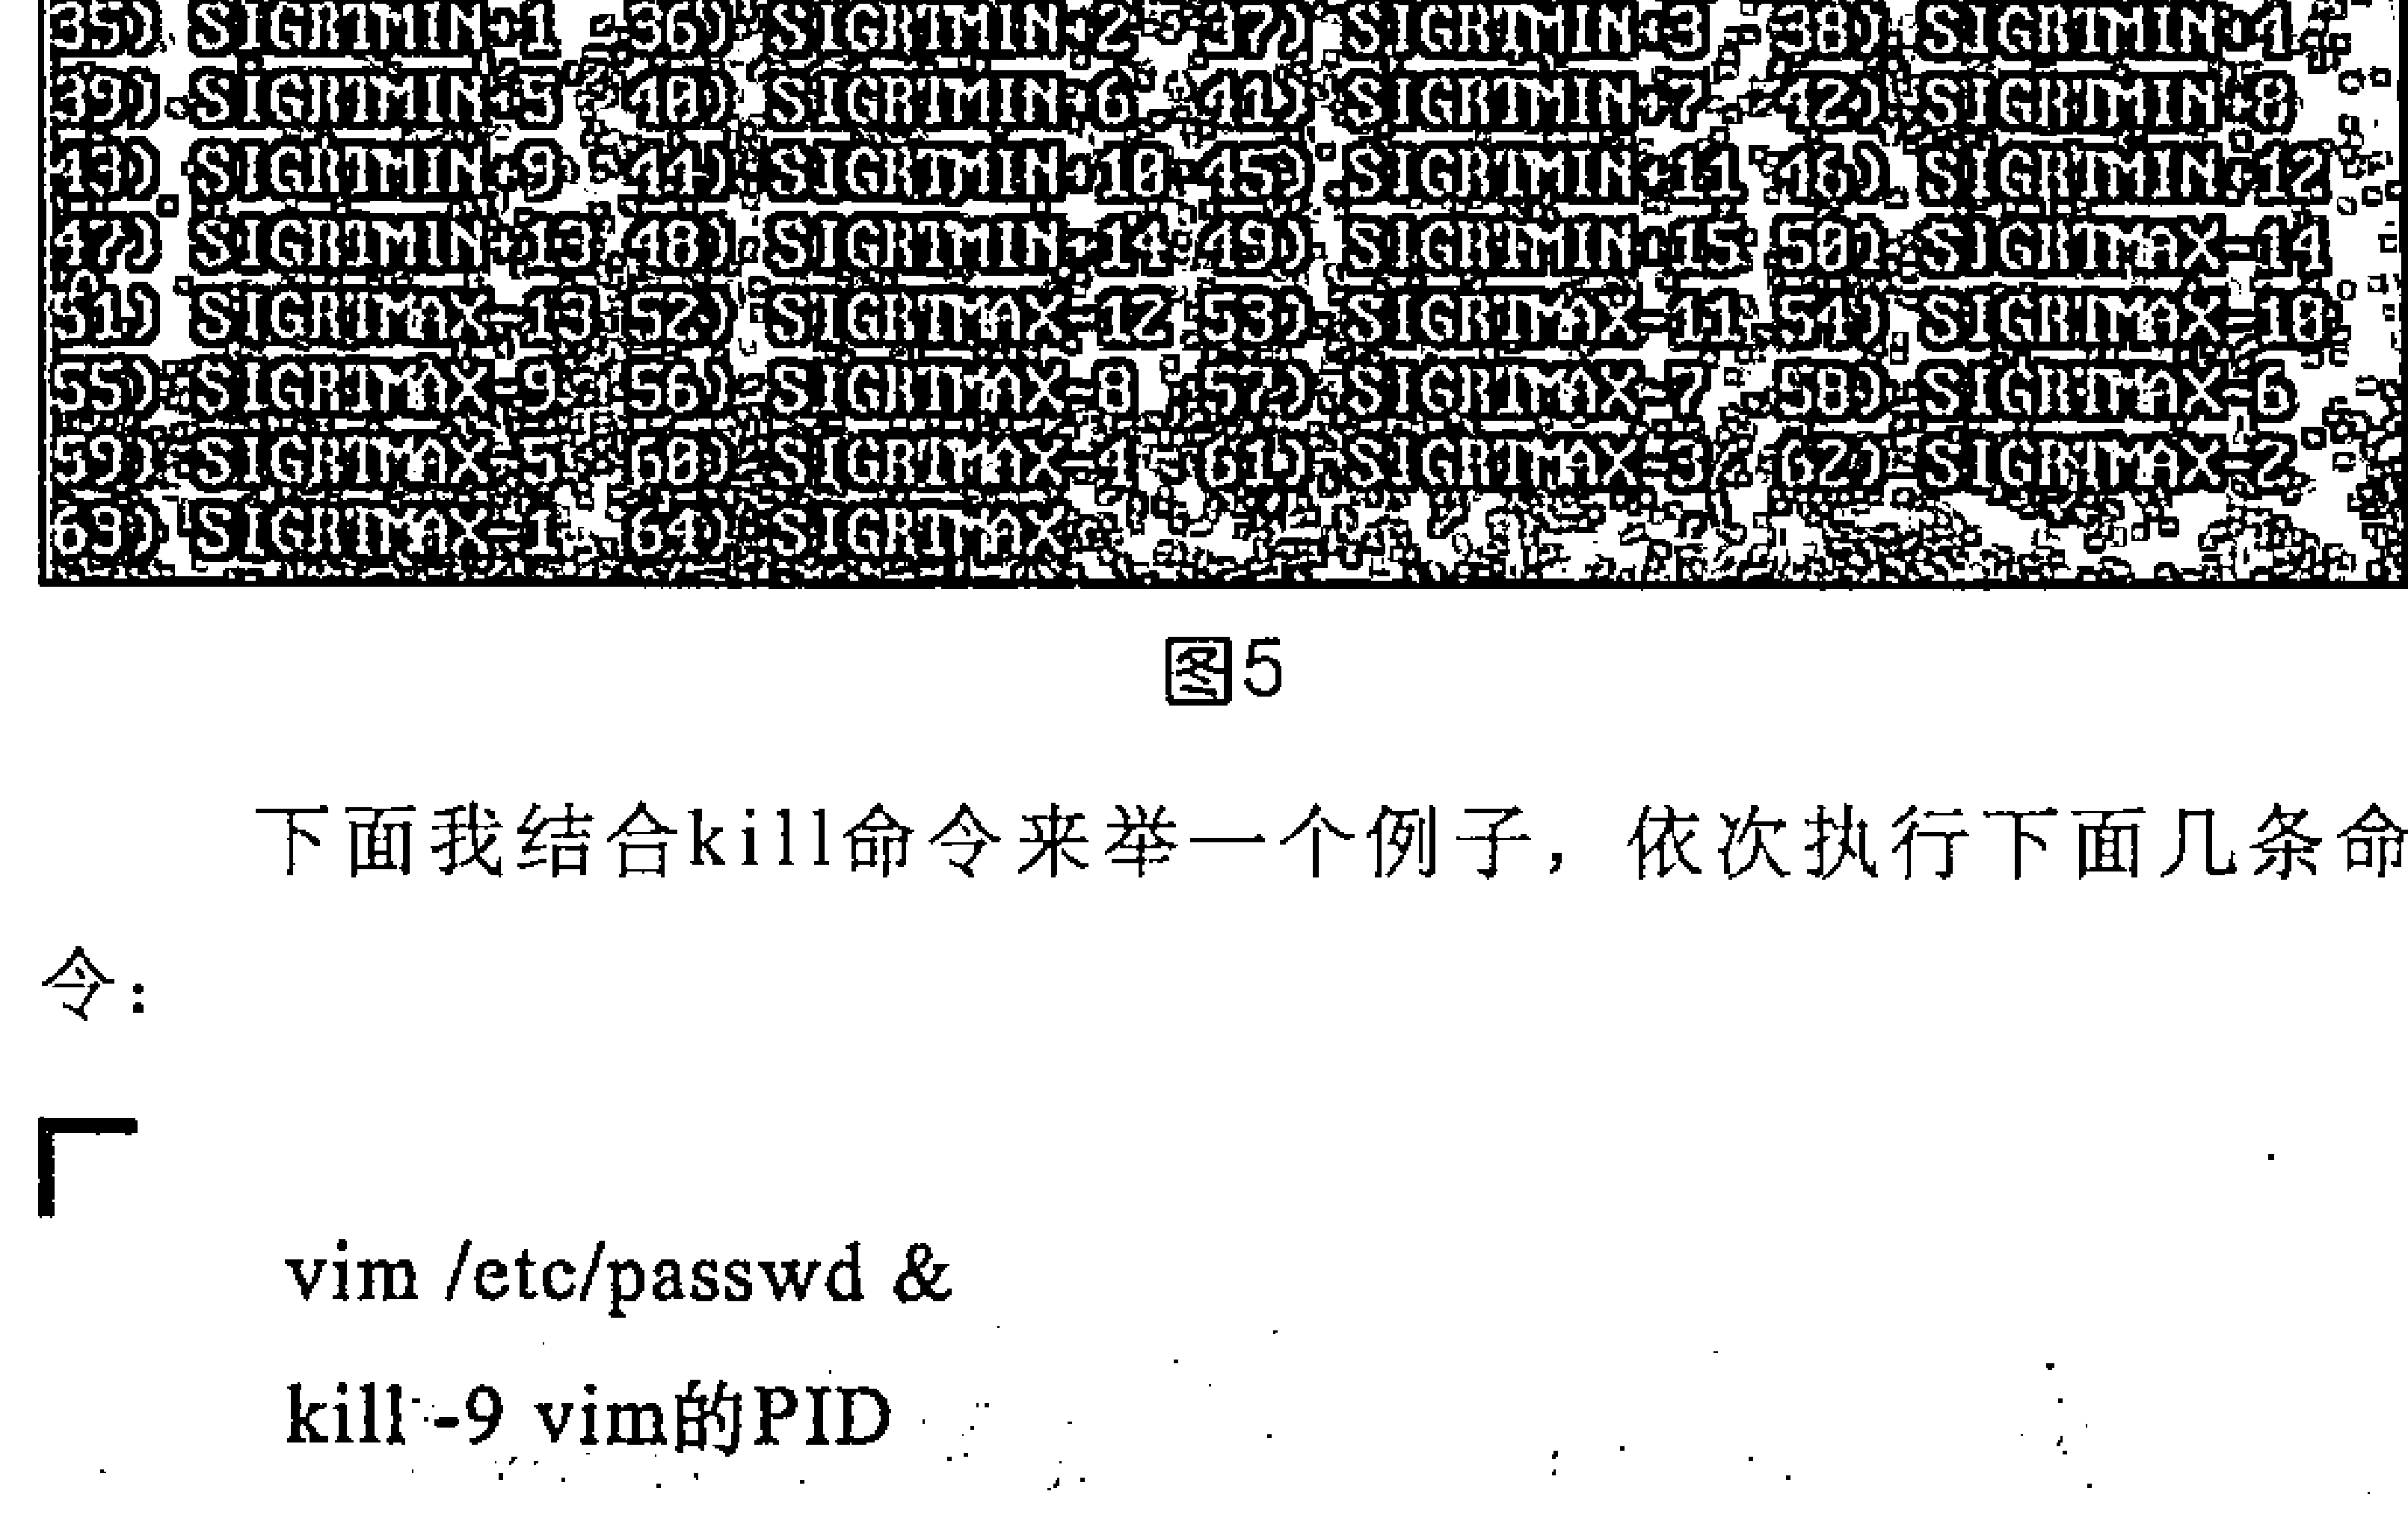 35) SIGRTMIN+1 36) SIGRTMIN+2 37) SIGRTMIN+3 38) SIGRTMIN+4
39) SIGRTMIN+5 40) SIGRTMIN+6 41) SIGRTMIN+7 42) SIGRTMIN+8
43) SIGRTMIN+9 44) SIGRTMIN+10 45) SIGRTMIN+11 46) SIGRTMIN+12
47) SIGRTMIN+13 48) SIGRTMIN+14 49) SIGRTMIN+15 50) SIGRTMAX-14
51) SIGRTMAX-13 52) SIGRTMAX-12 53) SIGRTMAX-11 54) SIGRTMAX-10
55) SIGRTMAX-9 56) SIGRTMAX-8 57) SIGRTMAX-7 58) SIGRTMAX-6
59) SIGRTMAX-5 60) SIGRTMAX-4 61) SIGRTMAX-3 62) SIGRTMAX-2
63) SIGRTMAX-1 64) SIGRTMAX
图5
下面我结合kill命令来举一个例子，依次执行下面几条命
令：
vim /etc/passwd &
kill -9 vim的PID